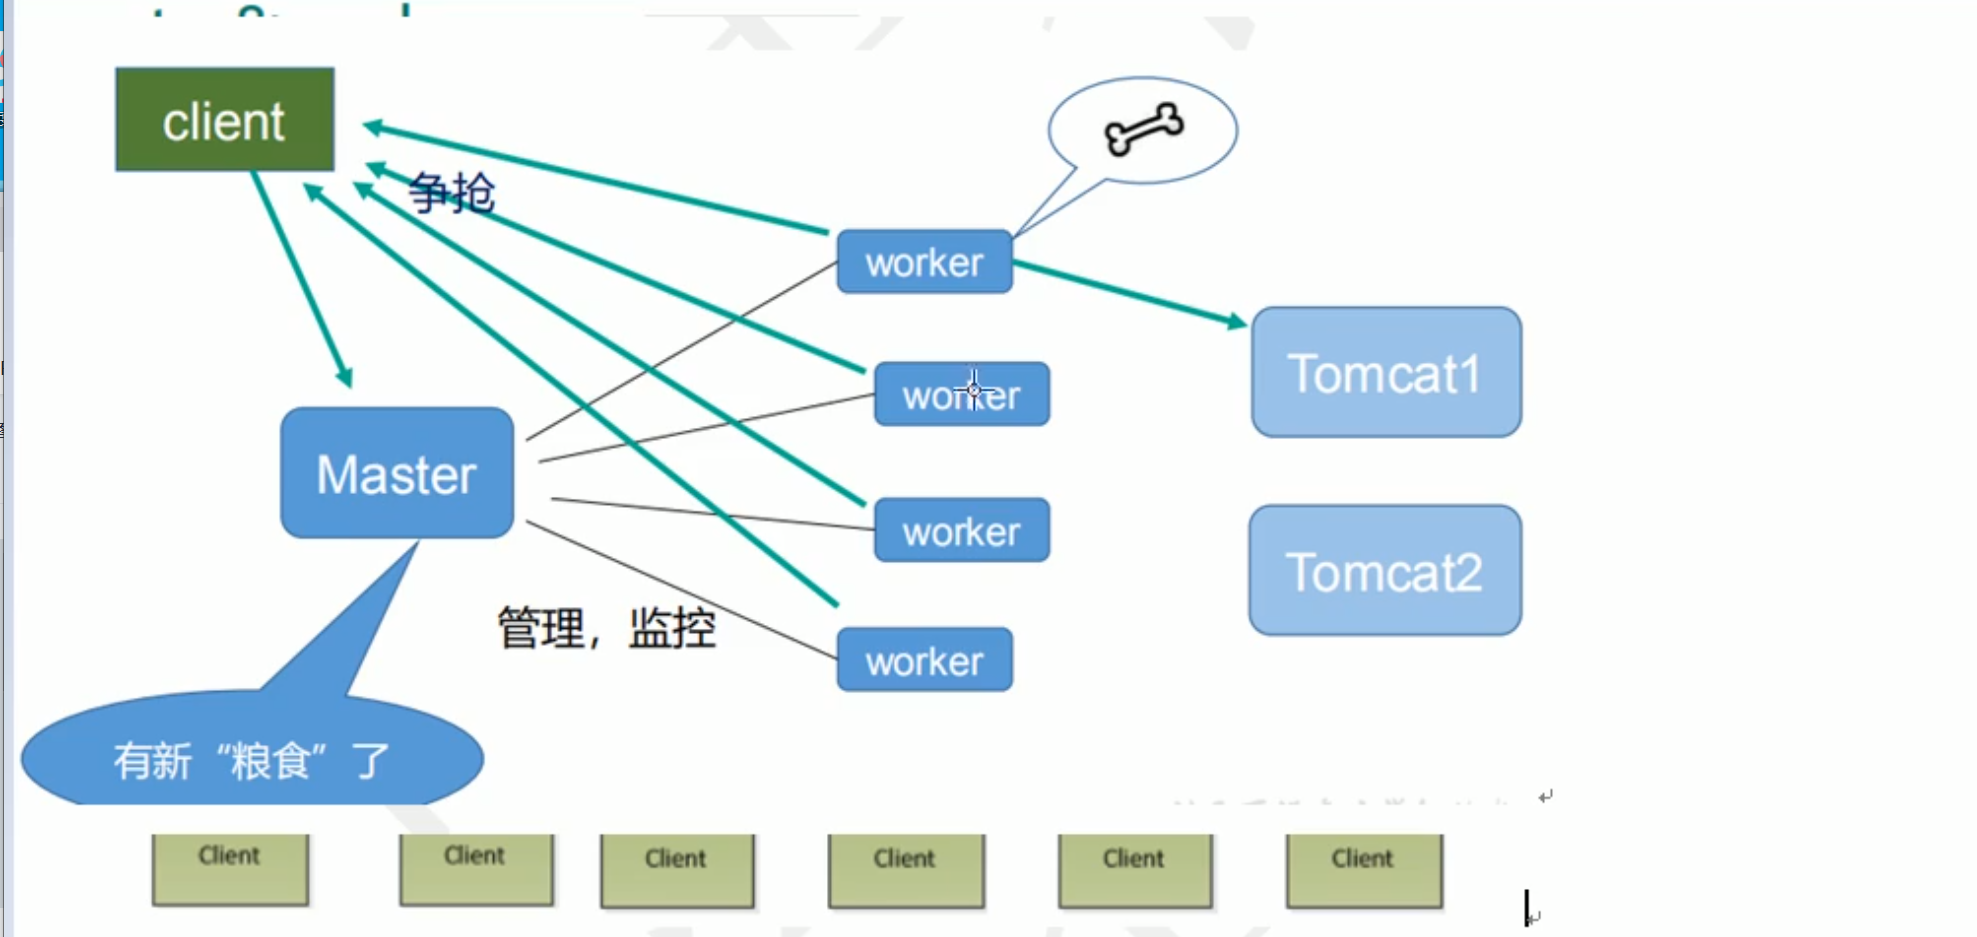 client
争抢
worker
worker
Tomcat1
Master
worker
Tomcat2
管理，监控
worker
有新“粮食”了
Client
Client
Client
Client
Client
Client